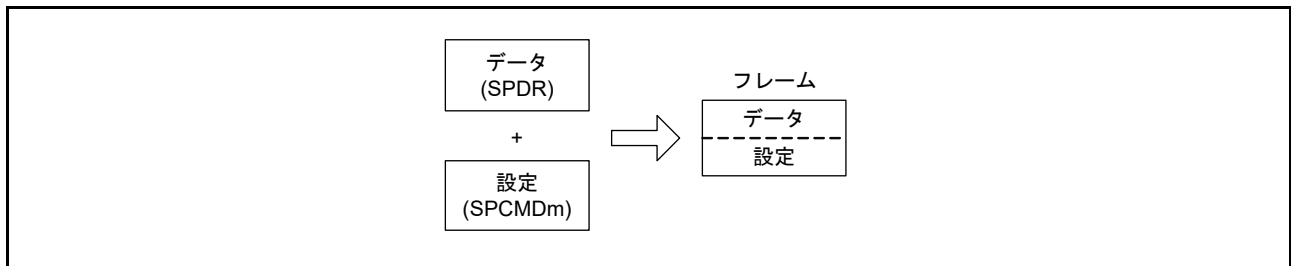 データ
(SPDR)
+
設定
(SPCMDm)
フレーム
データ
設定